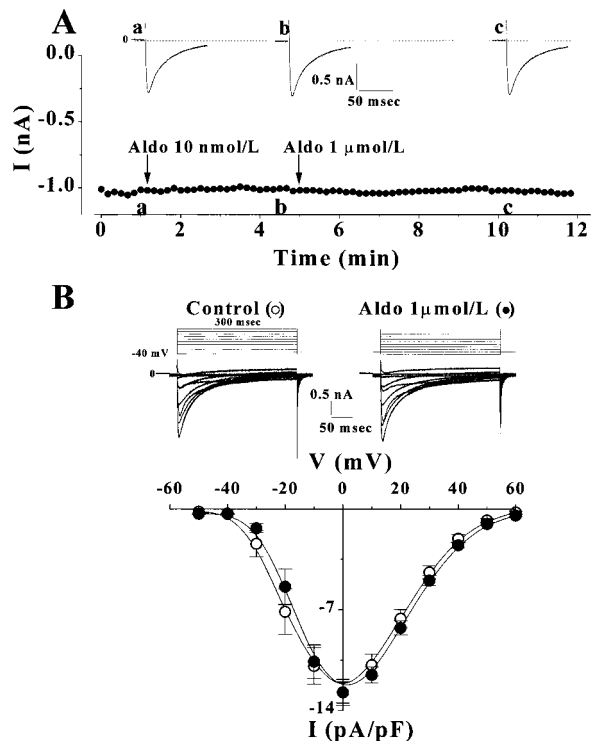 A
a
b
c
0
0.5 nA
50 msec
0.0
-0.5
-1.0
I (nA)
Aldo 10 nmol/L
Aldo 1 μmol/L
a
b
c
0
2
4
6
8
10
12
Time (min)
B
Control (○)
Aldo 1μmol/L (●)
300 msec
-40 mV
0
0.5 nA
50 msec
V (mV)
-60
-40
-20
0
20
40
60
-7
-14
I (pA/pF)